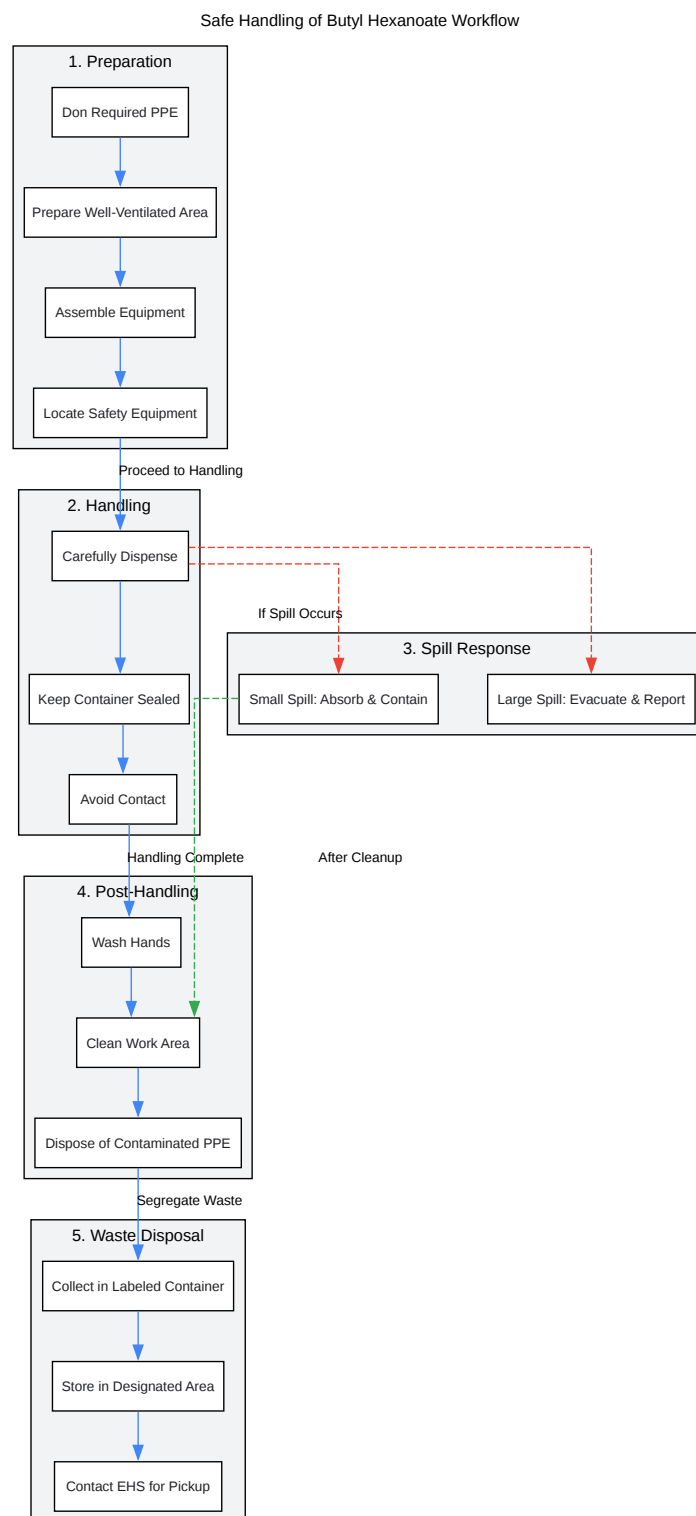 Safe Handling of Butyl Hexanoate Workflow
1. Preparation
Don Required PPE
Prepare Well-Ventilated Area
Assemble Equipment
Locate Safety Equipment
Proceed to Handling
2. Handling
Carefully Dispense
If Spill Occurs
3. Spill Response
Keep Container Sealed
Small Spill: Absorb & Contain
Large Spill: Evacuate & Report
Avoid Contact
Handling Complete
After Cleanup
4. Post-Handling
Wash Hands
Clean Work Area
Dispose of Contaminated PPE
Segregate Waste
5. Waste Disposal
Collect in Labeled Container
Store in Designated Area
Contact EHS for Pickup